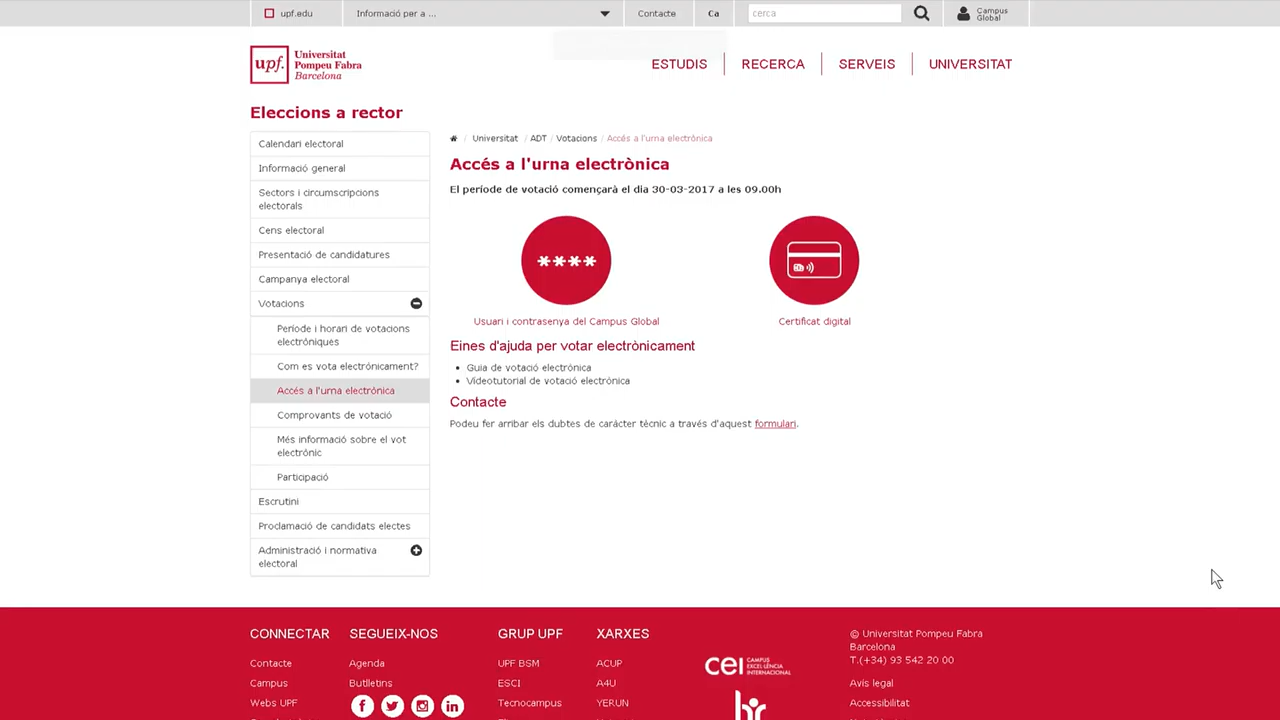 upf.edu
Informació per a ...
Contacte
Ca
cerca
Campus
Global
upf.
Universitat
Pompeu Fabra
Barcelona
ESTUDIS
RECERCA
SERVEIS
UNIVERSITAT
Eleccions a rector
Calendari electoral
Informació general
Sectors i circumscripcions
electorals
Cens electoral
Presentació de candidatures
Campanya electoral
Votacions
Període i horari de votacions
electròniques
Com es vota electrònicament?
Accés a l'urna electrònica
Comprovants de votació
Més informació sobre el vot
electrònic
Participació
Escrutini
Proclamació de candidats electes
Administració i normativa
electoral
/ Universitat / ADT / Votacions / Accés a l'urna electrònica
Accés a l'urna electrònica
El període de votació començarà el dia 30-03-2017 a les 09.00h
****
Usuari i contrasenya del Campus Global
Certificat digital
Eines d'ajuda per votar electrònicament
• Guia de votació electrònica
• Vídeotutorial de votació electrònica
Contacte
Podeu fer arribar els dubtes de caràcter tècnic a través d'aquest formulari.
CONNECTAR
Contacte
Campus
Webs UPF
SEGUEIX-NOS
Agenda
Butlletins
GRUP UPF
UPF BSM
ESCI
Tecnocampus
XARXES
ACUP
A4U
YERUN
CEI CAMPUS
EXCEL·LÈNCIA
INTERNACIONAL
hr
© Universitat Pompeu Fabra
Barcelona
T.(+34) 93 542 20 00
Avís legal
Accessibilitat